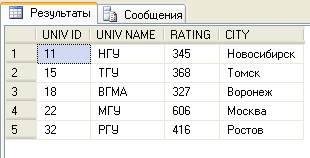 Результаты Сообщения
UNIV ID UNIV NAME RATING CITY
1 11 НГУ 345 Новосибирск
2 15 ТГУ 368 Томск
3 18 ВГМА 327 Воронеж
4 22 МГУ 606 Москва
5 32 РГУ 416 Ростов